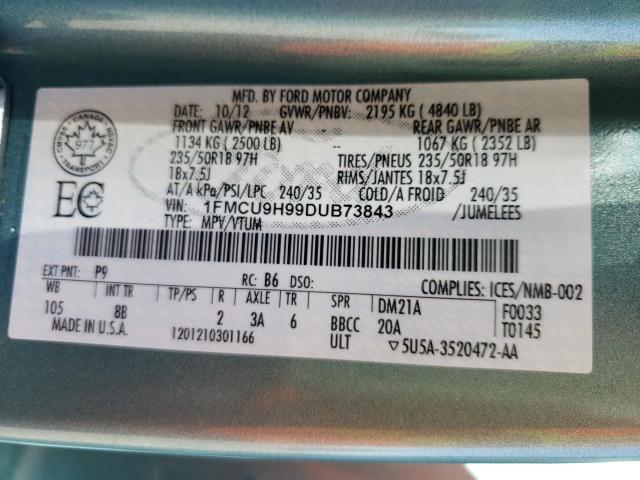 MFD. BY FORD MOTOR COMPANY
DATE: 10/12 GVWR/PNBV: 2195 KG ( 4840 LB)
FRONT GAWR/PNBE AV - REAR GAWR/PNBE AR
1134 KG ( 2500 LB) -- 1067 KG ( 2352 LB)
235/50R18 97H TIRES/PNEUS 235/50R18 97H
18x7.5J RIMS/JANTES 18x7.5J
AT/A kPa/PSI/LPC 240/35 COLD/A FROID 240/35
VIN: 1FMCU9H99DUB73843 /JUMELEES
TYPE: MPV/VTUM
CANADA
977
TRANSPORT
EC
EXT PNT: P9 RC: B6 DSO: COMPLIES: ICES/NMB-002
WB INT TR TP/PS R AXLE TR SPR DM21A F0033
105 8B 2 3A 6 BBCC 20A T0145
MADE IN U.S.A. 1201210301166 ULT ▽5U5A-3520472-AA